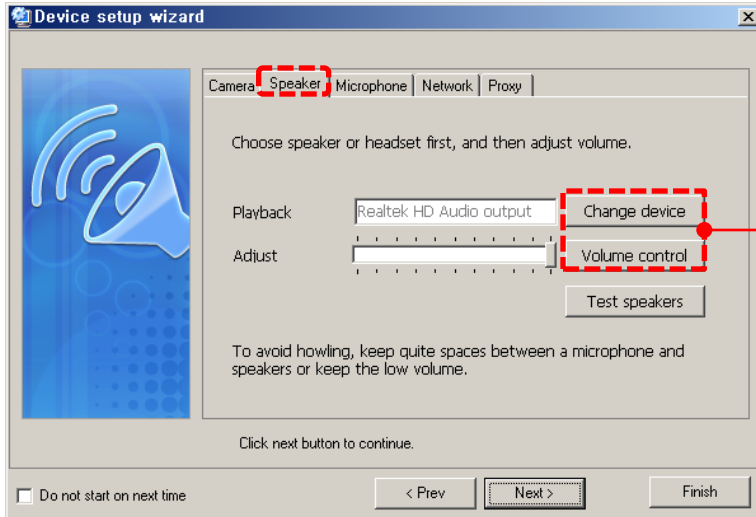 Device setup wizard
Camera Speaker Microphone Network Proxy
Choose speaker or headset first, and then adjust volume.
Playback Realtek HD Audio output Change device
Adjust Volume control
Test speakers
To avoid howling, keep quite spaces between a microphone and
speakers or keep the low volume.
Click next button to continue.
Do not start on next time < Prev Next > Finish